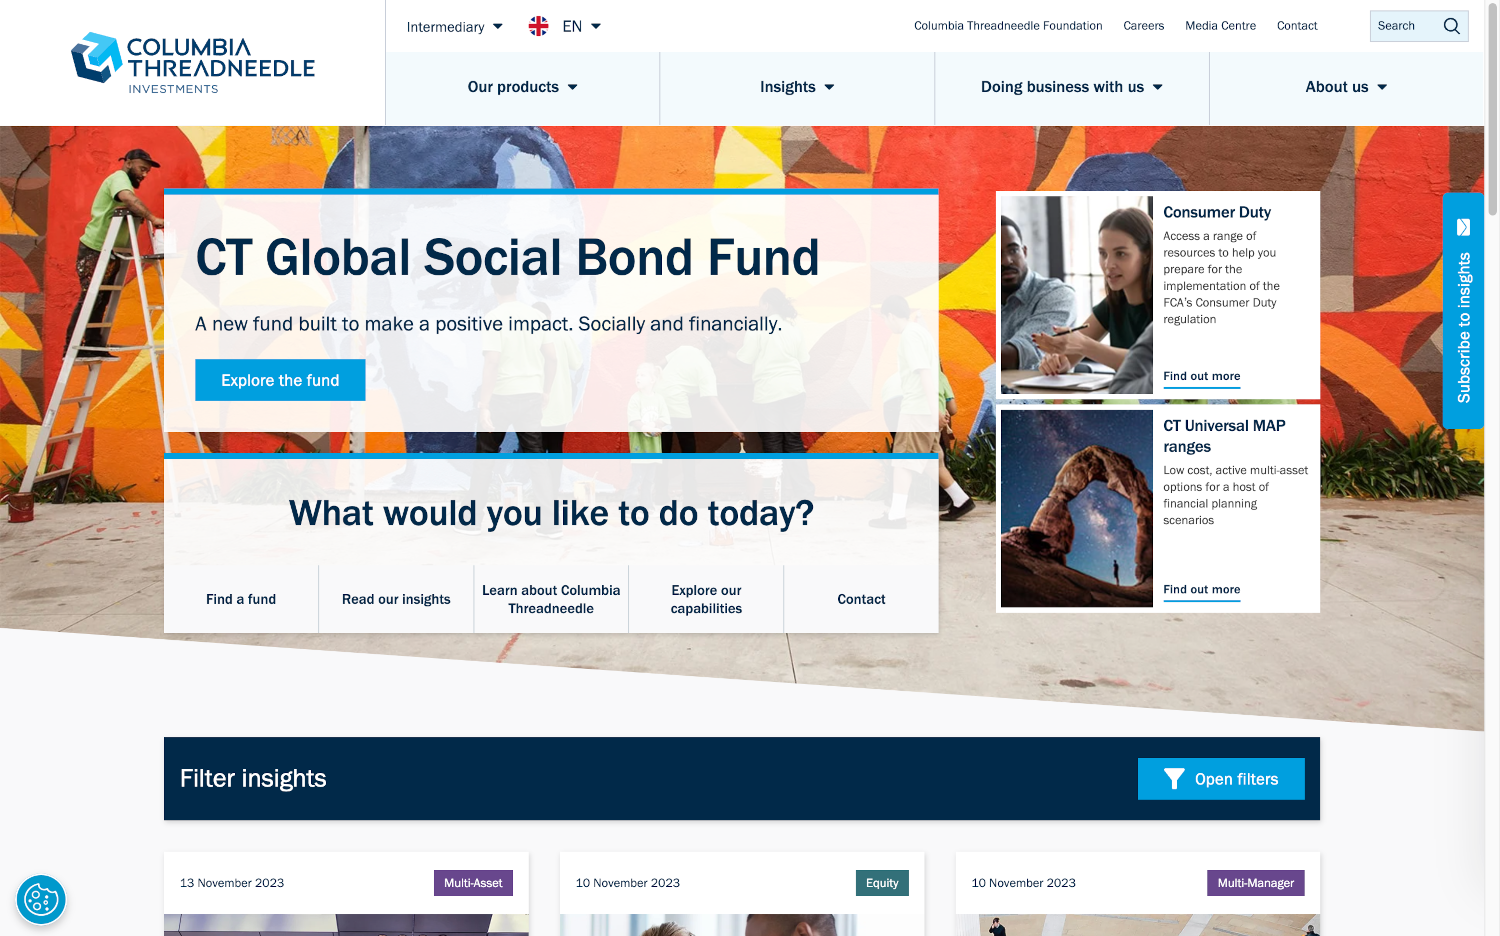 COLUMBIA
THREADNEEDLE
INVESTMENTS
Intermediary
EN
Columbia Threadneedle Foundation
Careers
Media Centre
Contact
Search
Our products
Insights
Doing business with us
About us
CT Global Social Bond Fund
A new fund built to make a positive impact. Socially and financially.
Explore the fund
What would you like to do today?
Find a fund
Read our insights
Learn about Columbia
Threadneedle
Explore our
capabilities
Contact
Consumer Duty
Access a range of
resources to help you
prepare for the
implementation of the
FCA's Consumer Duty
regulation
Find out more
CT Universal MAP
ranges
Low cost, active multi-asset
options for a host of
financial planning
scenarios
Find out more
Subscribe to insights
Filter insights
Open filters
13 November 2023
Multi-Asset
10 November 2023
Equity
10 November 2023
Multi-Manager